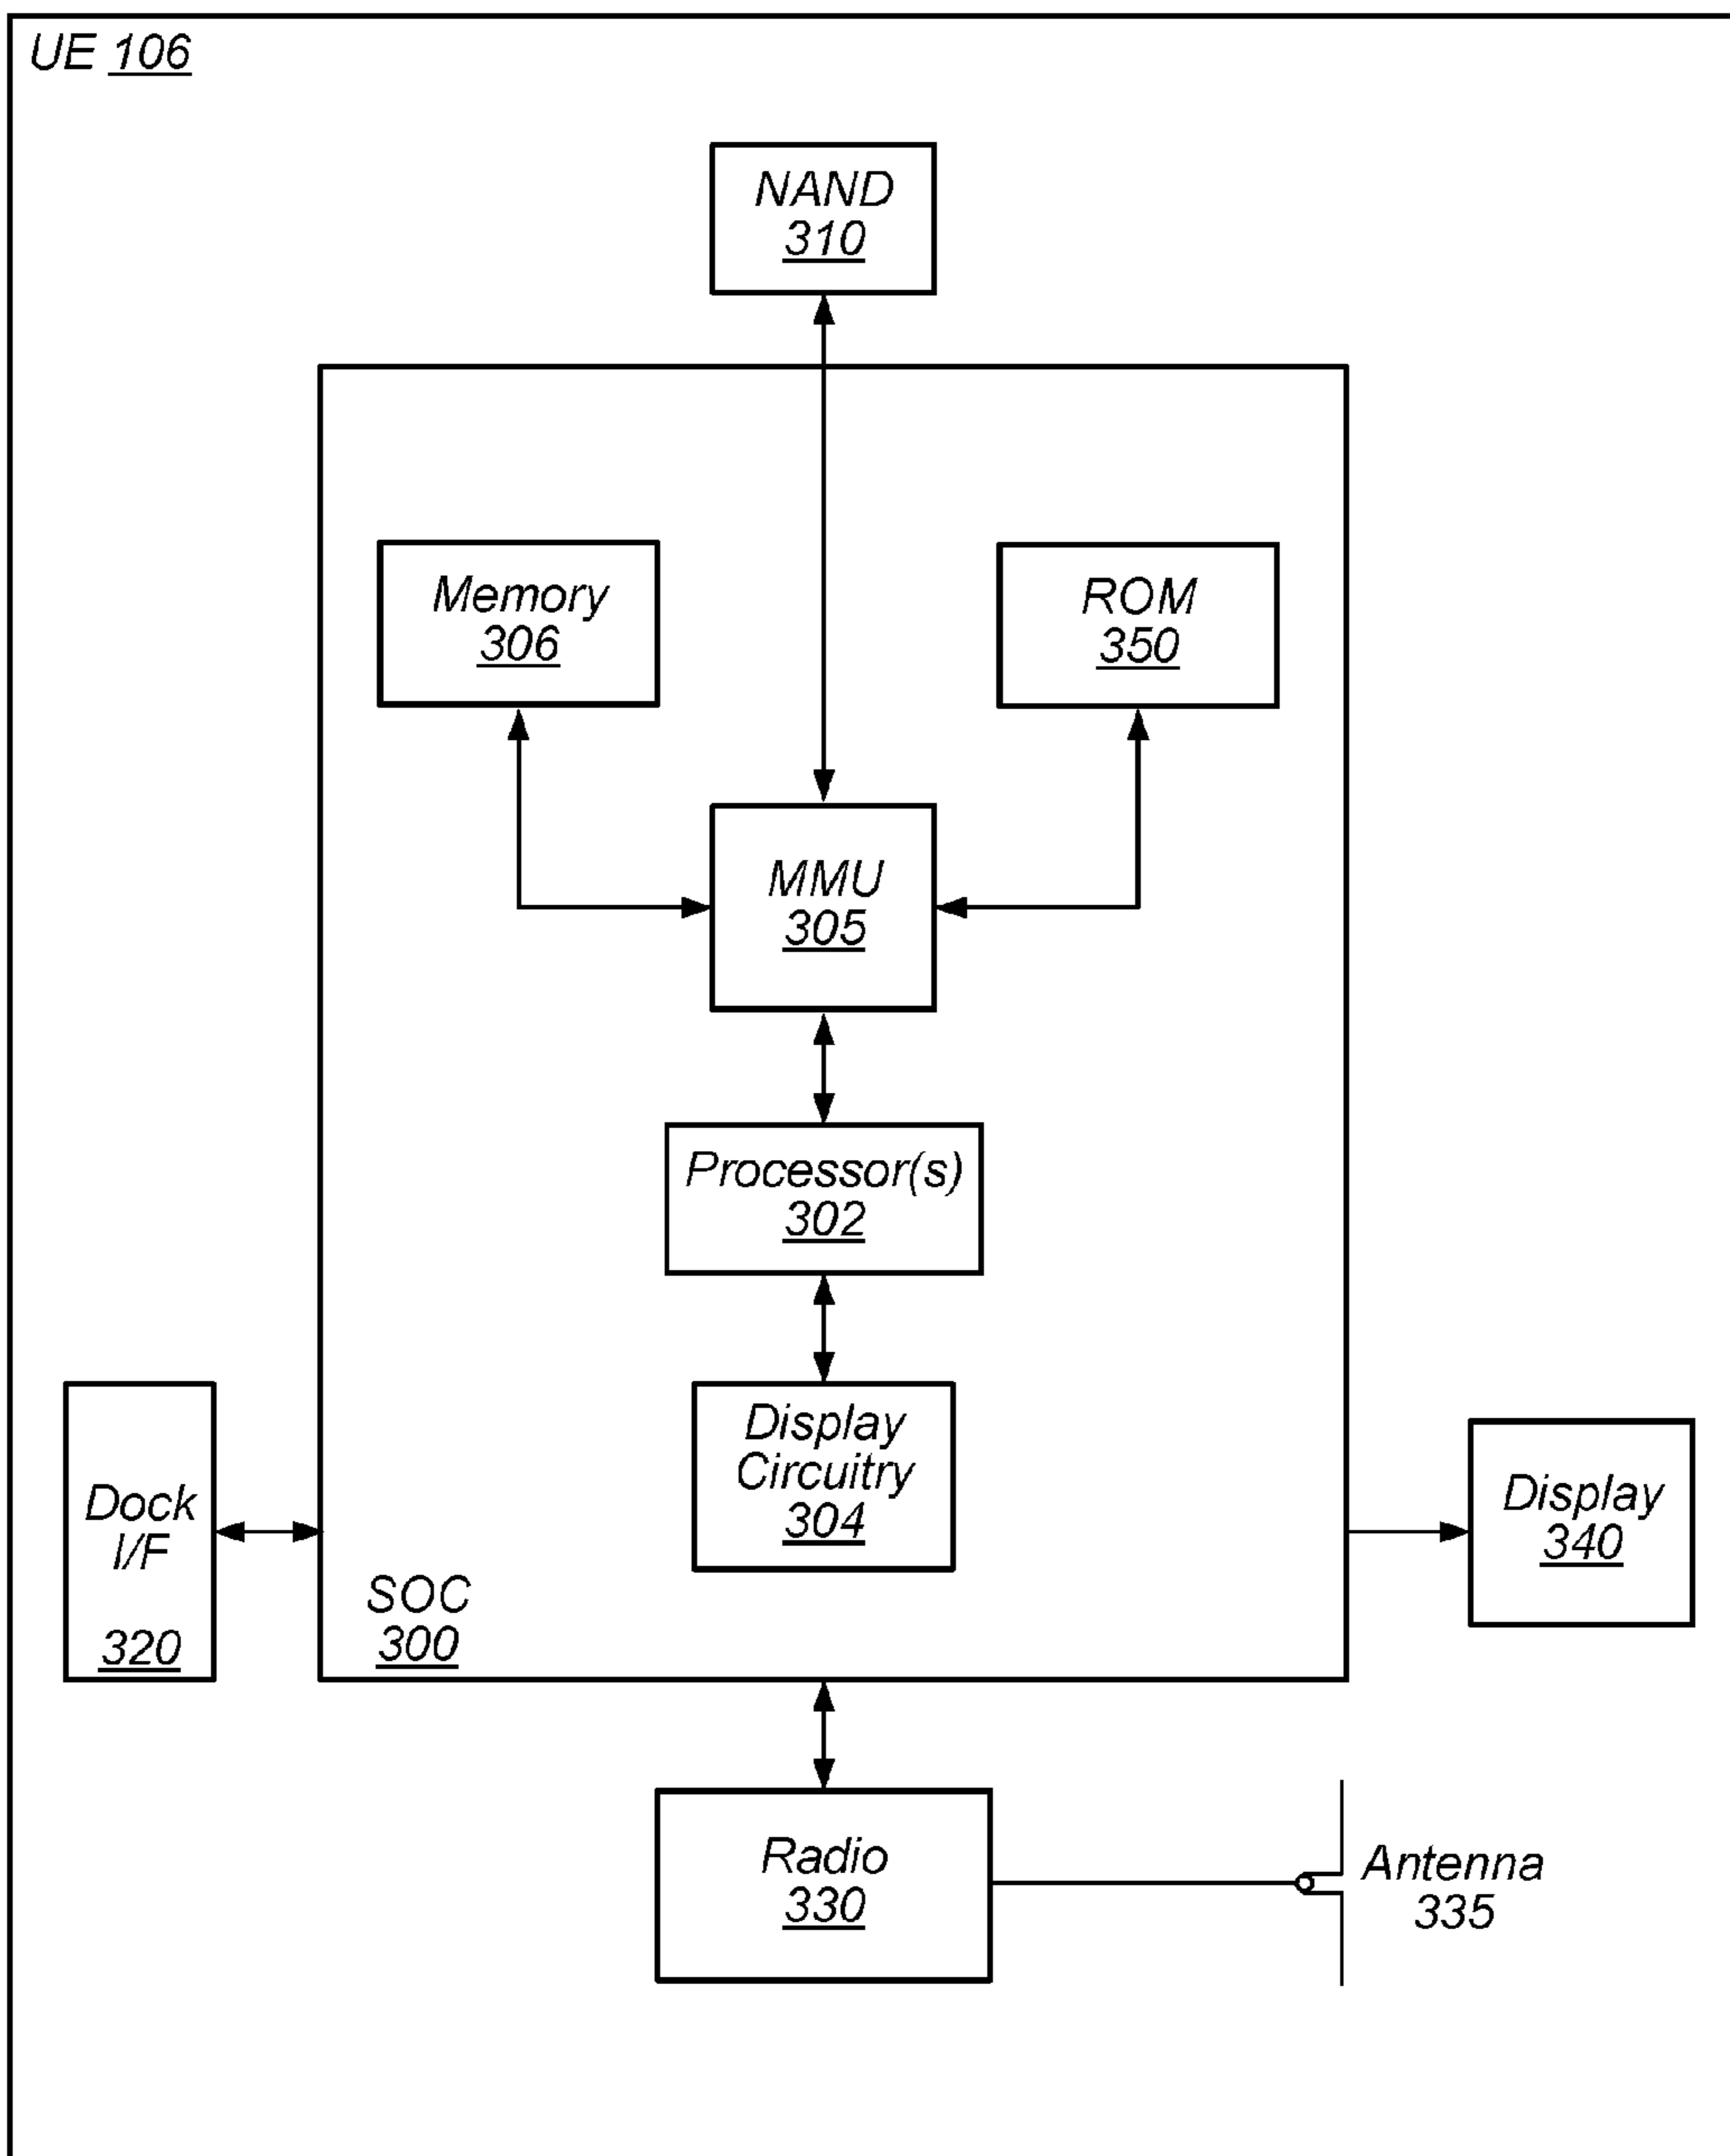 UE 106
NAND
310
Memory
306
ROM
350
MMU
305
Processor(s)
302
Display
Circuitry
304
Dock
I/F
320
SOC
300
Display
340
Radio
330
Antenna
335